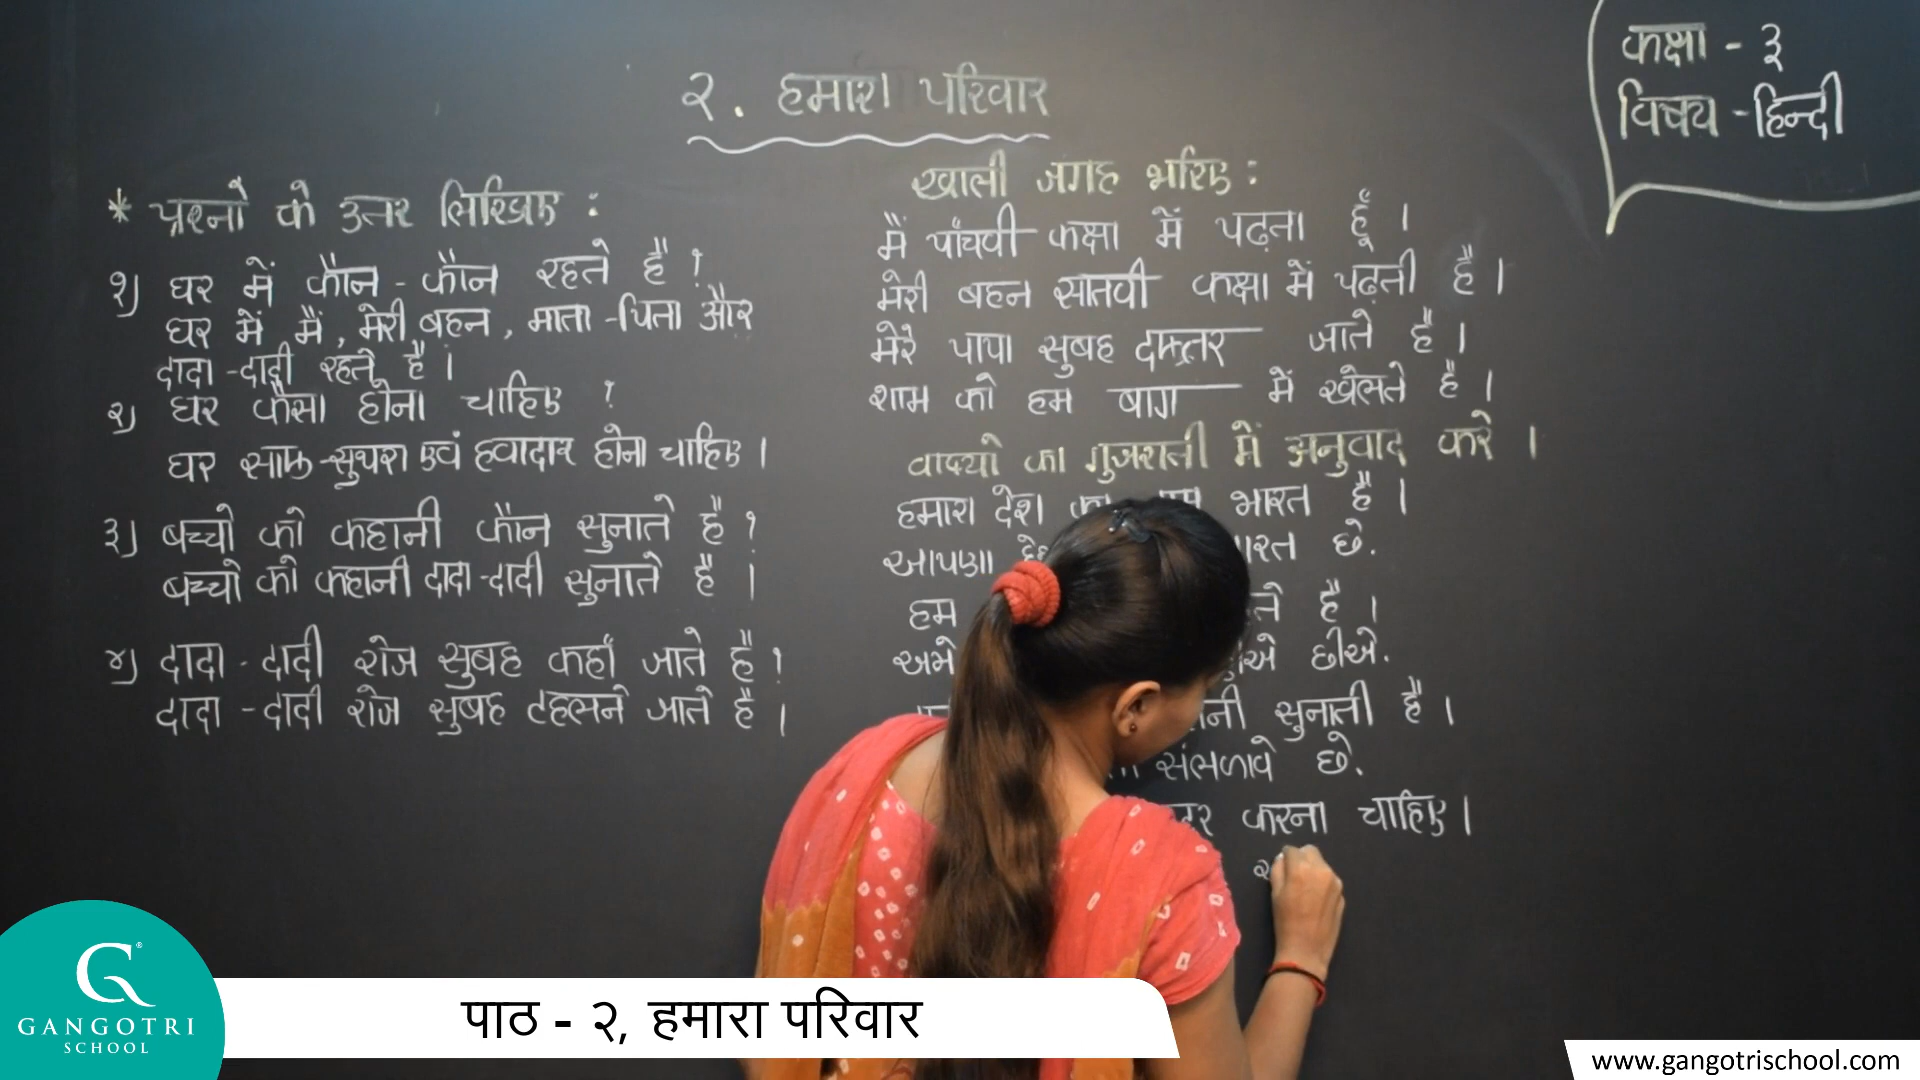 कक्षा - ३
विषय - हिन्दी
२. हमारा परिवार
* प्रश्नो के उत्तर लिखिए :
१) घर में कौन - कौन रहते है ?
घर में मैं, मेरी बहन, माता - पिता और
दादा - दादी रहते है ।
२) घर कैसा होना चाहिए ?
घर साफ-सुथरा एवं हवादार होना चाहिए ।
३) बच्चो को कहानी कौन सुनाते है ?
बच्चो को कहानी दादा-दादी सुनाते है ।
४) दादा - दादी रोज सुबह कहाँ जाते है ?
दादा - दादी रोज सुबह टहलने जाते है ।
खाली जगह भरिए :
मैं पाँचवी कक्षा में पढ़ता हूँ ।
मेरी बहन सातवी कक्षा में पढ़ती है ।
मेरे पापा सुबह दफ्तर जाते है ।
शाम को हम बाग में खेलते है ।
वाक्यो का गुजराती में अनुवाद करे ।
हमारा देश भारत है ।
આપણા છે.
हम है ।
અમે છીએ.
सुनाती है ।
સંભળાવે છે.
करना चाहिए ।
GANGOTRI
SCHOOL
पाठ - २, हमारा परिवार
www.gangotrischool.com